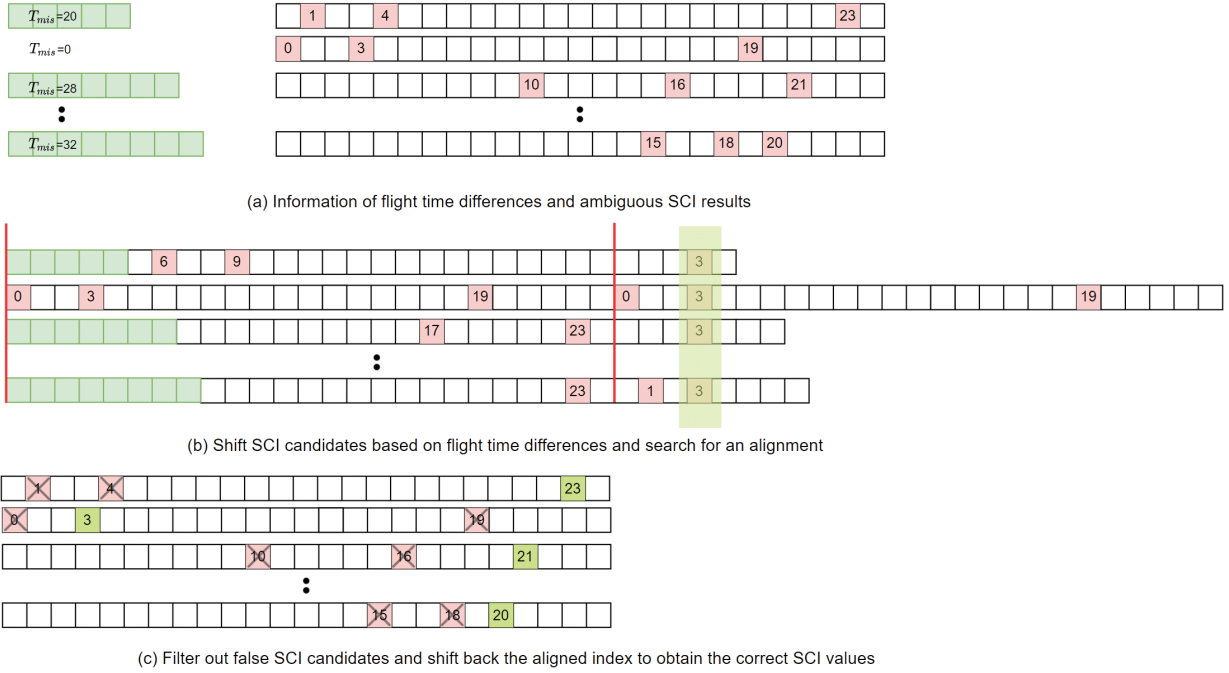 T_mis=20 1 4 23
T_mis=0 0 3 19
T_mis=28 10 16 21
T_mis=32 15 18 20
(a) Information of flight time differences and ambiguous SCI results
6 9 3
0 3 19 0 3 19
17 23 3
23 1 3
(b) Shift SCI candidates based on flight time differences and search for an alignment
1 4 23
0 3 19
10 16 21
15 18 20
(c) Filter out false SCI candidates and shift back the aligned index to obtain the correct SCI values